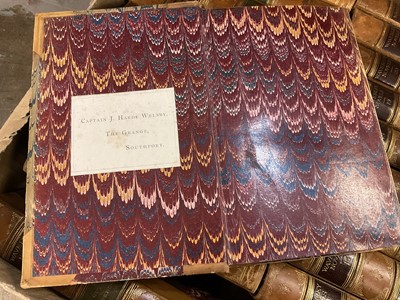 Captain J. Hardy Welsby,
The Grange,
Southport.